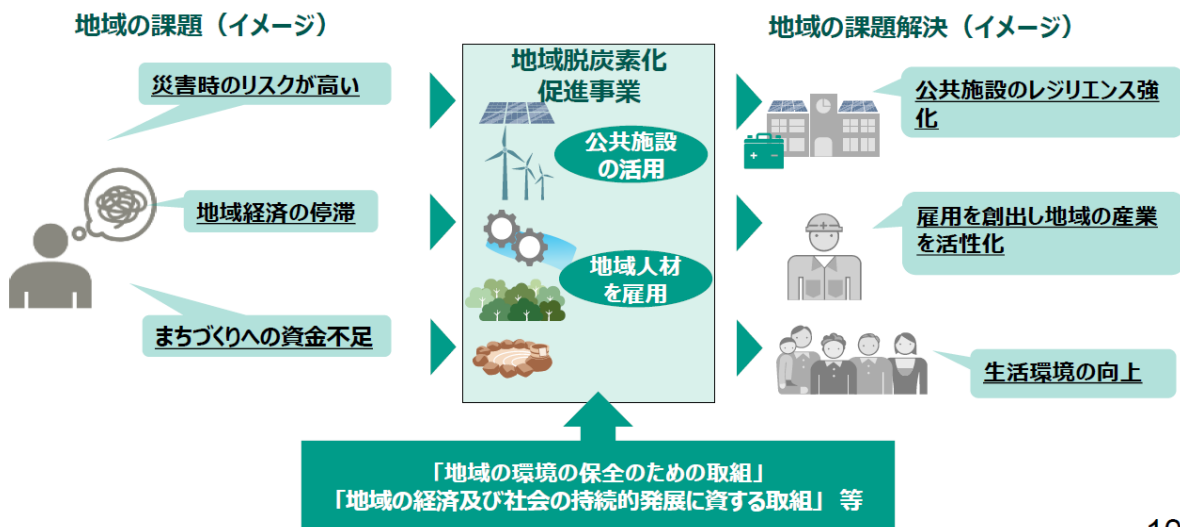 地域の課題（イメージ）
災害時のリスクが高い
地域経済の停滞
まちづくりへの資金不足
地域脱炭素化
促進事業
公共施設
の活用
地域人材
を雇用
地域の課題解決（イメージ）
公共施設のレジリエンス強
化
雇用を創出し地域の産業
を活性化
生活環境の向上
「地域の環境の保全のための取組」
「地域の経済及び社会の持続的発展に資する取組」 等